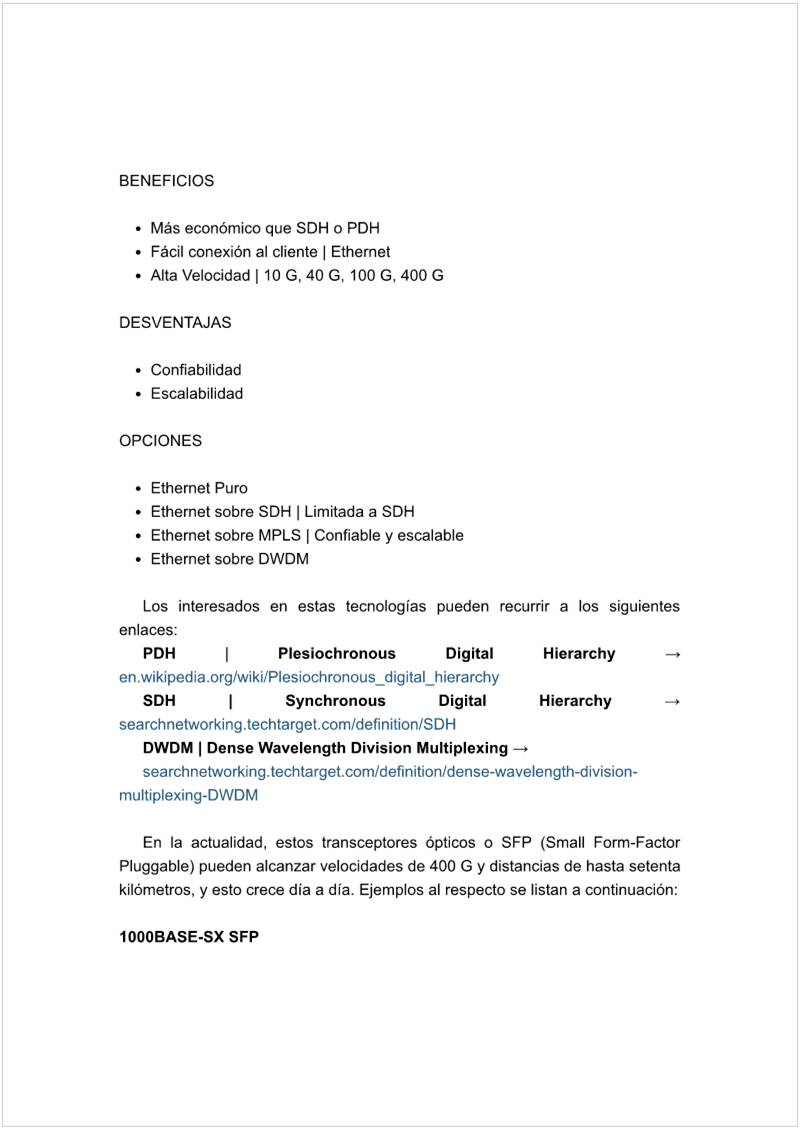 BENEFICIOS
• Más económico que SDH o PDH
• Fácil conexión al cliente | Ethernet
• Alta Velocidad | 10 G, 40 G, 100 G, 400 G
DESVENTAJAS
• Confiabilidad
• Escalabilidad
OPCIONES
• Ethernet Puro
• Ethernet sobre SDH | Limitada a SDH
• Ethernet sobre MPLS | Confiable y escalable
• Ethernet sobre DWDM
Los interesados en estas tecnologías pueden recurrir a los siguientes
enlaces:
PDH | Plesiochronous Digital Hierarchy →
en.wikipedia.org/wiki/Plesiochronous_digital_hierarchy
SDH | Synchronous Digital Hierarchy →
searchnetworking.techtarget.com/definition/SDH
DWDM | Dense Wavelength Division Multiplexing →
searchnetworking.techtarget.com/definition/dense-wavelength-division-
multiplexing-DWDM
En la actualidad, estos transceptores ópticos o SFP (Small Form-Factor
Pluggable) pueden alcanzar velocidades de 400 G y distancias de hasta setenta
kilómetros, y esto crece día a día. Ejemplos al respecto se listan a continuación:
1000BASE-SX SFP